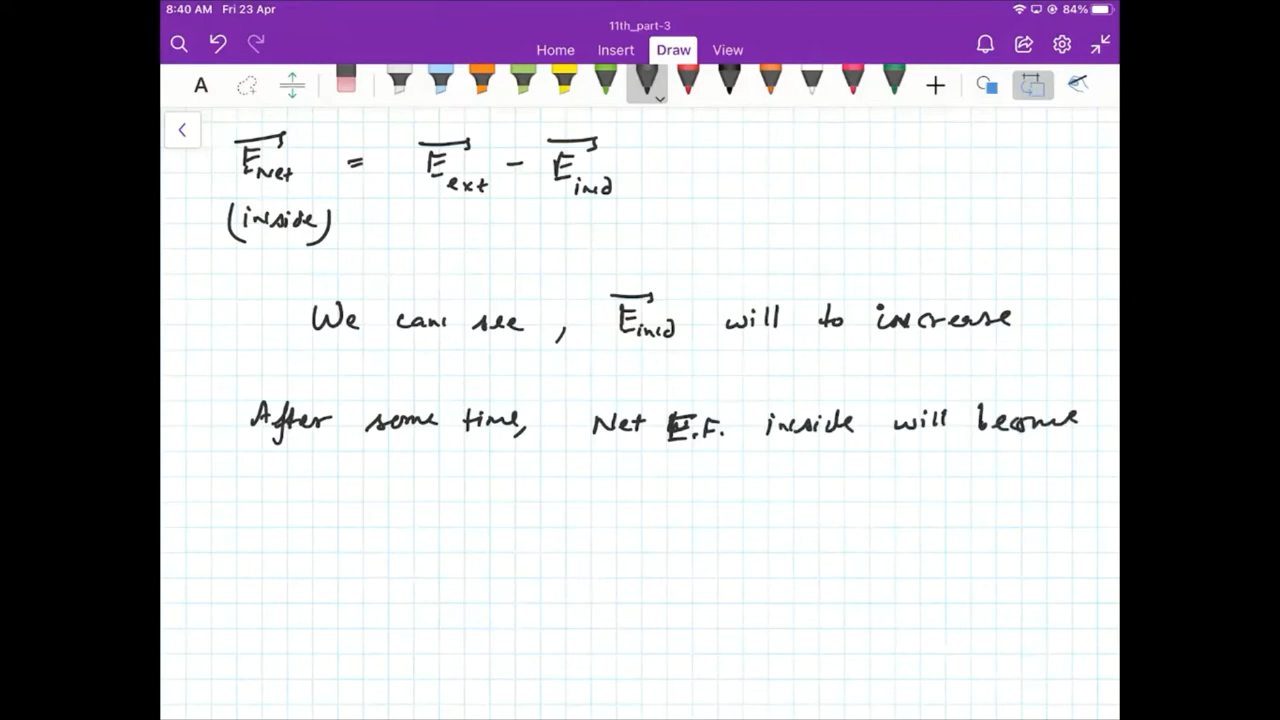 8:40 AM Fri 23 Apr
84%
11th_part-3
Home Insert Draw View
A
E Net = E ext - E ind
(inside)
We can see , E ind will to increase
After some time, Net E.F. inside will become